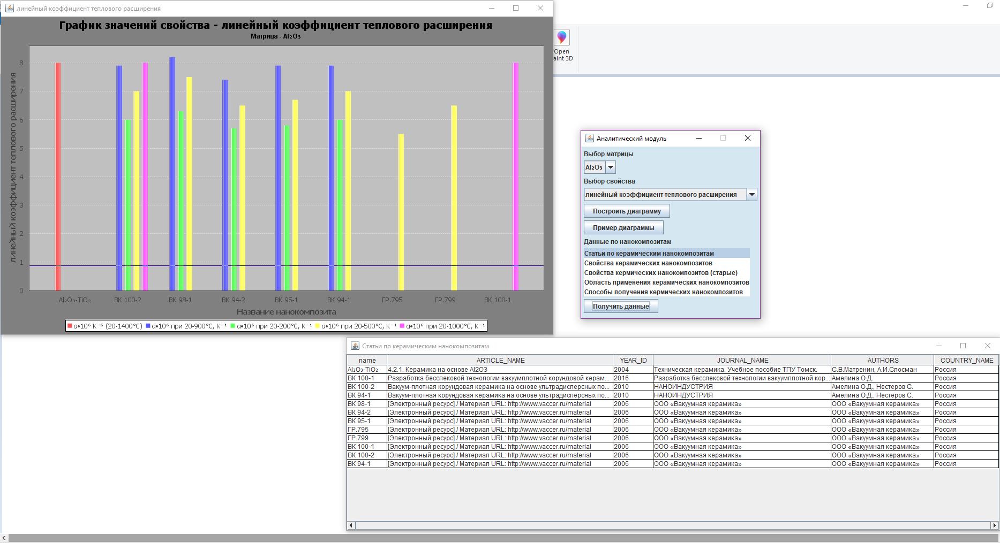 линейный коэффициент теплового расширения
График значений свойства - линейный коэффициент теплового расширения
Матрица - Al₂O₃
линейный коэффициент теплового расширения
8
7
6
5
4
3
2
1
0
Al₂O₃-TiO₂ ВК 100-2 ВК 98-1 ВК 94-2 ВК 95-1 ВК 94-1 ГР.795 ГР.799 ВК 100-1
Название нанокомпозита
α•10⁶ К⁻⁶ (20-1400°С) α•10⁶ при 20-900°С, К⁻¹ α•10⁶ при 20-200°С, К⁻¹ α•10⁶ при 20-500°С, К⁻¹ α•10⁶ при 20-1000°С, К⁻¹
Open
Paint 3D
Аналитический модуль
Выбор матрицы
Al₂O₃
Выбор свойства
линейный коэффициент теплового расширения
Построить диаграмму
Пример диаграммы
Данные по нанокомпозитам
Статьи по керамическим нанокомпозитам
Свойства керамических нанокомпозитов
Свойства кермических нанокомпозитов (старые)
Область применения керамических нанокомпозитов
Способы получения кермических нанокомпозитов
Получить данные
Статьи по керамическим нанокомпозитам
name ARTICLE_NAME YEAR_ID JOURNAL_NAME AUTHORS COUNTRY_NAME
Al₂O₃-TiO₂ 4.2.1. Керамика на основе Al2O3 2004 Техническая керамика. Учебное пособие ТПУ Томск. С.В.Матренин, А.И.Слосман Россия
ВК 100-1 Разработка бесспековой технологии вакуумплотной корундовой керам... 2016 Разработка бесспековой технологии вакуумплотной кор... Амелина О.Д. Россия
ВК 100-2 Вакуум-плотная корундовая керамика на основе ультрадисперсных по... 2010 НАНОИНДУСТРИЯ Амелина О.Д., Нестеров С. Россия
ВК 94-1 Вакуум-плотная корундовая керамика на основе ультрадисперсных по... 2010 НАНОИНДУСТРИЯ Амелина О.Д., Нестеров С. Россия
ВК 98-1 [Электронный ресурс] / Материал URL: http://www.vaccer.ru/material 2006 ООО «Вакуумная керамика» ООО «Вакуумная керамика» Россия
ВК 94-2 [Электронный ресурс] / Материал URL: http://www.vaccer.ru/material 2006 ООО «Вакуумная керамика» ООО «Вакуумная керамика» Россия
ВК 95-1 [Электронный ресурс] / Материал URL: http://www.vaccer.ru/material 2006 ООО «Вакуумная керамика» ООО «Вакуумная керамика» Россия
ГР.795 [Электронный ресурс] / Материал URL: http://www.vaccer.ru/material 2006 ООО «Вакуумная керамика» ООО «Вакуумная керамика» Россия
ГР.799 [Электронный ресурс] / Материал URL: http://www.vaccer.ru/material 2006 ООО «Вакуумная керамика» ООО «Вакуумная керамика» Россия
ВК 100-1 [Электронный ресурс] / Материал URL: http://www.vaccer.ru/material 2006 ООО «Вакуумная керамика» ООО «Вакуумная керамика» Россия
ВК 100-2 [Электронный ресурс] / Материал URL: http://www.vaccer.ru/material 2006 ООО «Вакуумная керамика» ООО «Вакуумная керамика» Россия
ВК 94-1 [Электронный ресурс] / Материал URL: http://www.vaccer.ru/material 2006 ООО «Вакуумная керамика» ООО «Вакуумная керамика» Россия